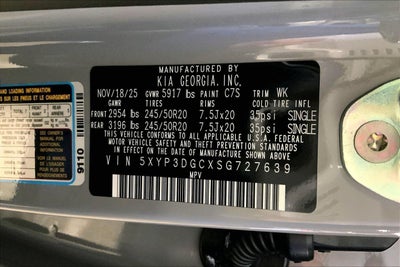 MANUFACTURED BY
KIA GEORGIA, INC.
NOV/18/25 GVWR 5917 lbs PAINT C7S TRIM WK
GAWR TIRES RIMS COLD TIRE INFL
FRONT 2954 lbs 245/50R20 7.5Jx20 35psi SINGLE
REAR 3196 lbs 245/50R20 7.5Jx20 35psi SINGLE
THIS VEHICLE CONFORMS TO ALL APPLICABLE U.S.A. FEDERAL
MOTOR VEHICLE SAFETY AND THEFT PREVENTION STANDARDS IN
EFFECT ON THE DATE OF MANUFACTURE SHOWN ABOVE.
VIN 5XYP3DGCXSG727639
MPV
AND LOADING INFORMATION
9110